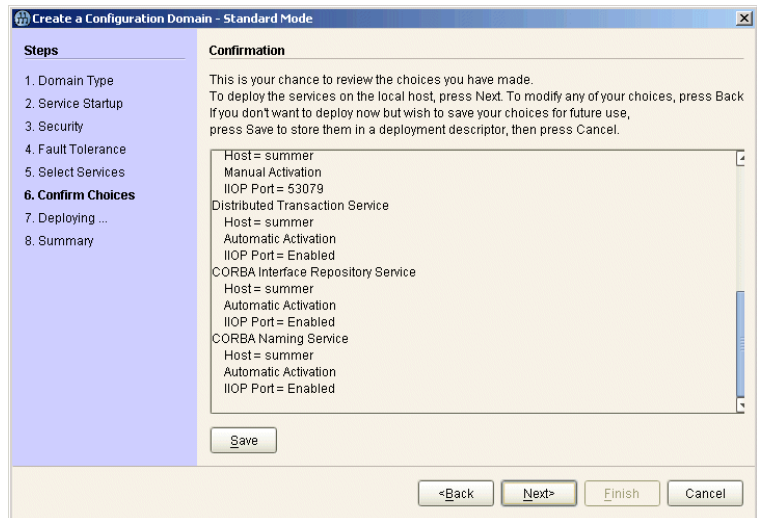 Create a Configuration Domain - Standard Mode
Steps
1. Domain Type
2. Service Startup
3. Security
4. Fault Tolerance
5. Select Services
6. Confirm Choices
7. Deploying ...
8. Summary
Confirmation
This is your chance to review the choices you have made.
To deploy the services on the local host, press Next. To modify any of your choices, press Back
If you don't want to deploy now but wish to save your choices for future use,
press Save to store them in a deployment descriptor, then press Cancel.
Host = summer
Manual Activation
IIOP Port = 53079
Distributed Transaction Service
Host = summer
Automatic Activation
IIOP Port = Enabled
CORBA Interface Repository Service
Host = summer
Automatic Activation
IIOP Port = Enabled
CORBA Naming Service
Host = summer
Automatic Activation
IIOP Port = Enabled
Save
<Back
Next>
Finish
Cancel